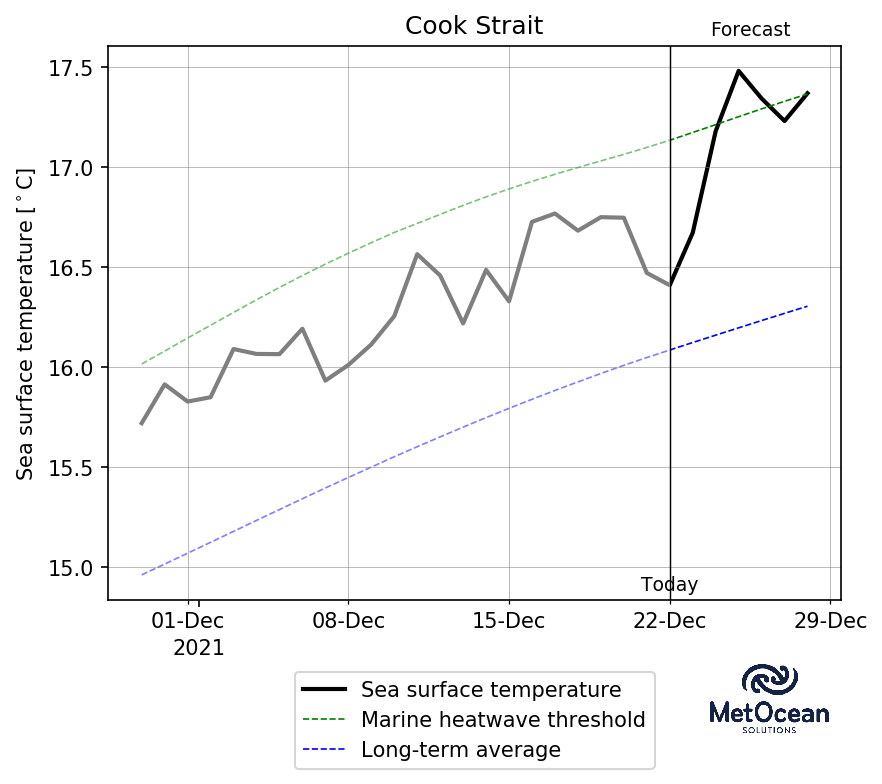 Cook Strait
Forecast
Sea surface temperature [°C]
17.5
17.0
16.5
16.0
15.5
15.0
Today
01-Dec 08-Dec 15-Dec 22-Dec 29-Dec
2021
Sea surface temperature
Marine heatwave threshold
Long-term average
MetOcean
SOLUTIONS